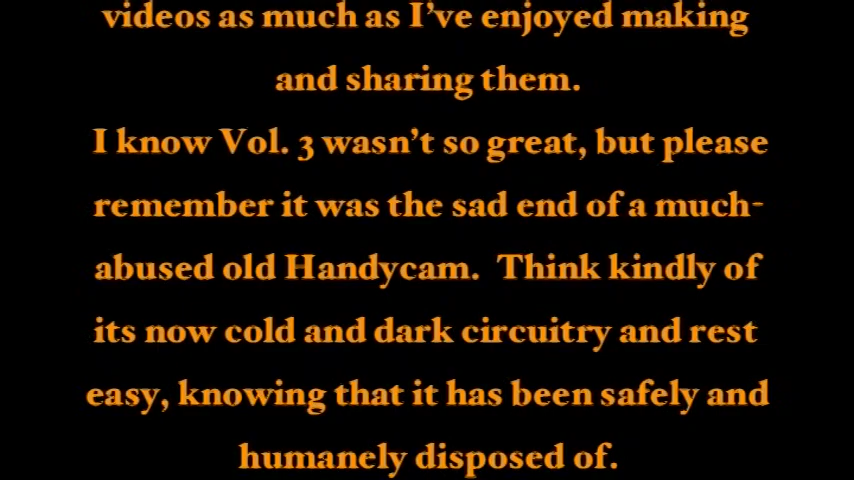 videos as much as I’ve enjoyed making
and sharing them.
I know Vol. 3 wasn’t so great, but please
remember it was the sad end of a much-
abused old Handycam.  Think kindly of
its now cold and dark circuitry and rest
easy, knowing that it has been safely and
humanely disposed of.